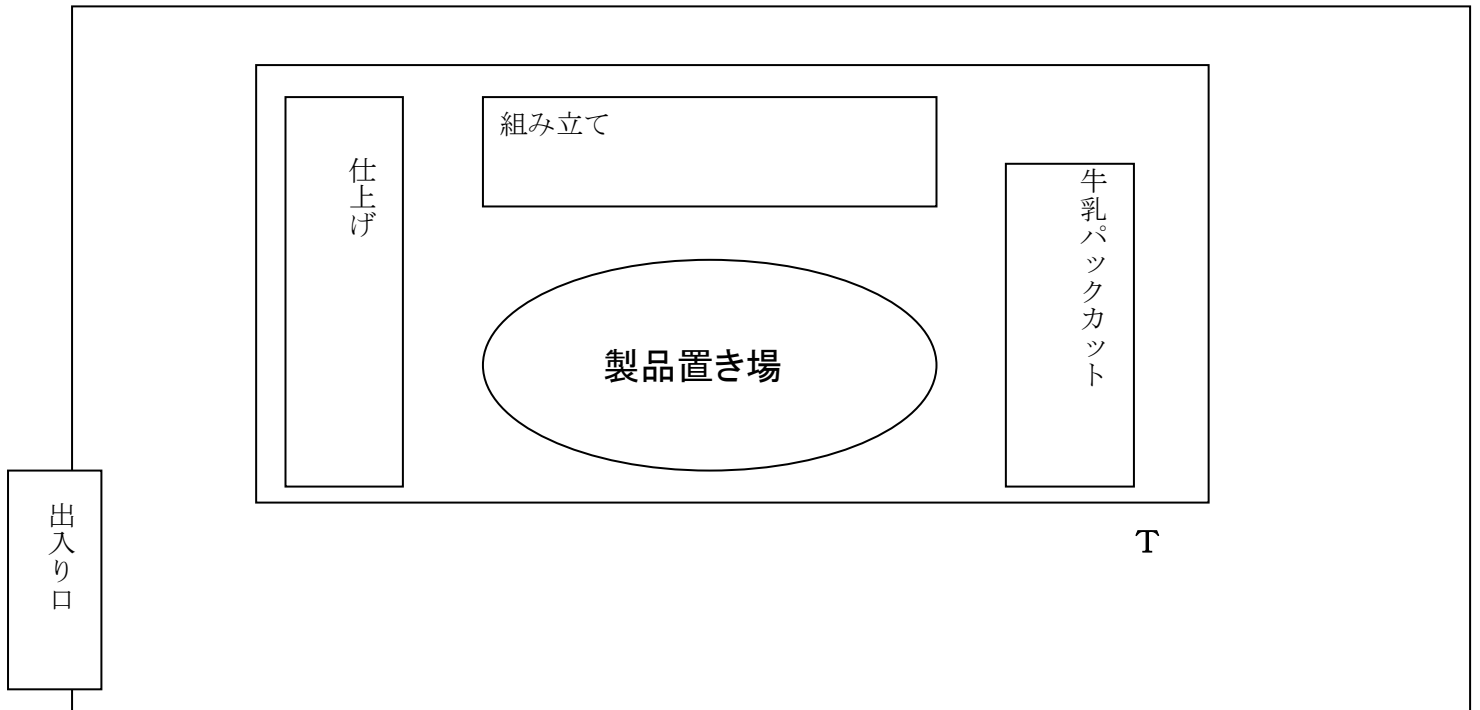 組み立て
仕上げ
牛乳パックカット
製品置き場
出入り口
T